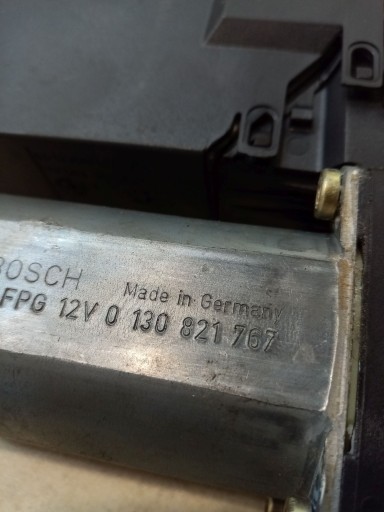 BOSCH Made in Germany
FPG 12V 0 130 821 767